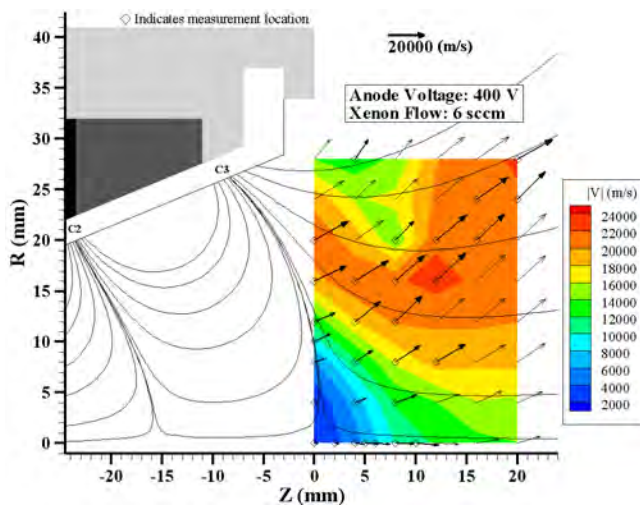 ◇ Indicates measurement location
20000 (m/s)
Anode Voltage: 400 V
Xenon Flow: 6 sccm
C3
C2
|V| (m/s)
24000
22000
20000
18000
16000
14000
12000
10000
8000
6000
4000
2000
R (mm)
40
35
30
25
20
15
10
5
0
-20 -15 -10 -5 0 5 10 15 20
Z (mm)